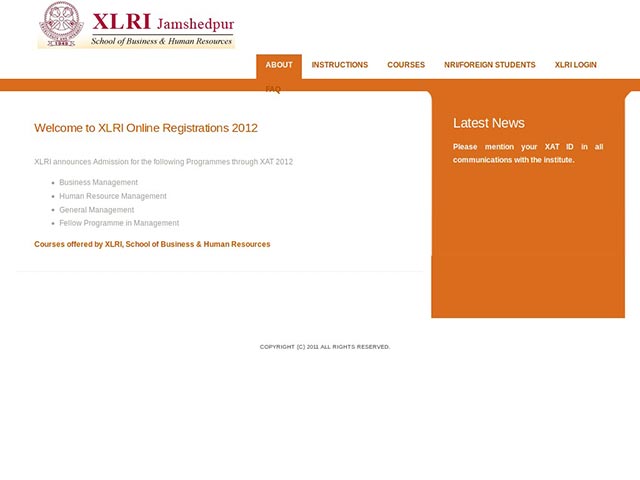 XLRI Jamshedpur
School of Business & Human Resources
1949
ABOUT INSTRUCTIONS COURSES NRI/FOREIGN STUDENTS XLRI LOGIN
FAQ
Welcome to XLRI Online Registrations 2012
XLRI announces Admission for the following Programmes through XAT 2012
Business Management
Human Resource Management
General Management
Fellow Programme in Management
Courses offered by XLRI, School of Business & Human Resources
Latest News
Please mention your XAT ID in all
communications with the institute.
COPYRIGHT (C) 2011 ALL RIGHTS RESERVED.